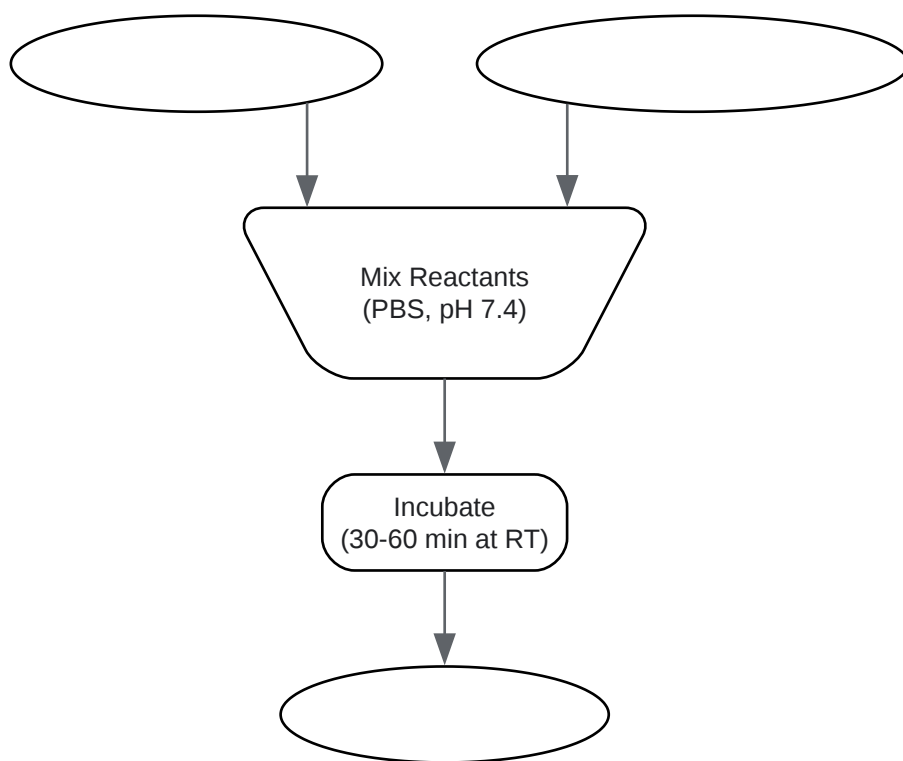 Mix Reactants
(PBS, pH 7.4)
Incubate
(30-60 min at RT)